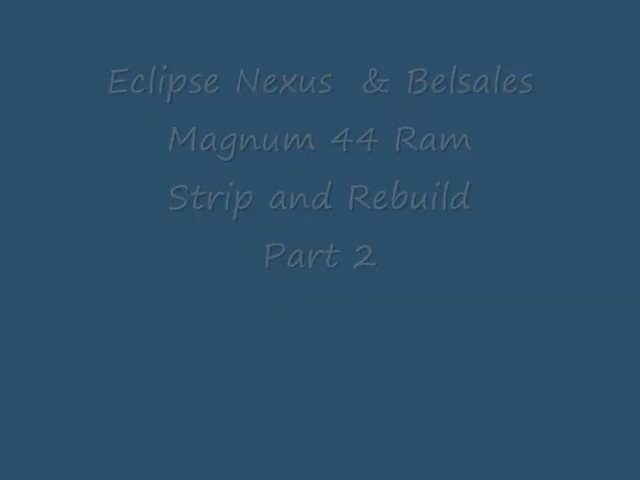 Eclipse Nexus & Belsales
Magnum 44 Ram
Strip and Rebuild
Part 2